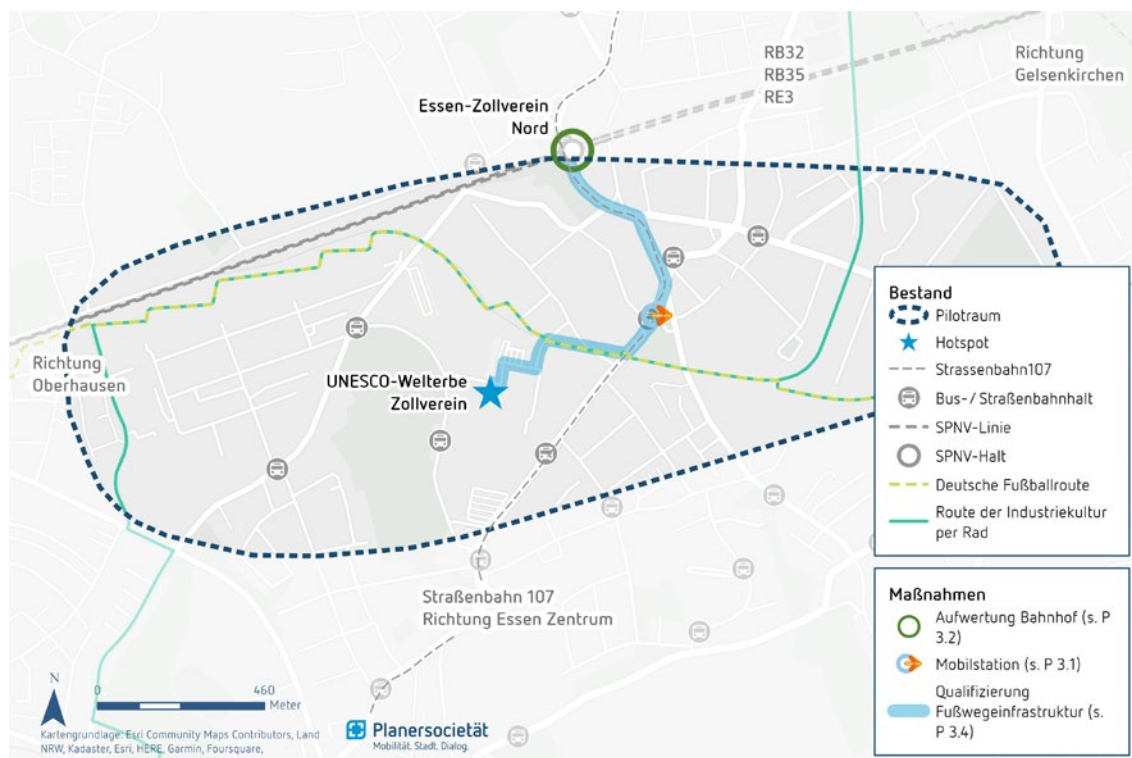 RB32
RB35
RE3
Richtung
Gelsenkirchen
Essen-Zollverein
Nord
Richtung
Oberhausen
UNESCO-Welterbe
Zollverein
Straßenbahn 107
Richtung Essen Zentrum
Bestand
Pilotraum
Hotspot
Strassenbahn107
Bus-/ Straßenbahnhalt
SPNV-Linie
SPNV-Halt
Deutsche Fußballroute
Route der Industriekultur
per Rad
Maßnahmen
Aufwertung Bahnhof (s. P
3.2)
Mobilstation (s. P 3.1)
Qualifizierung
Fußwegeinfrastruktur (s.
P 3.4)
N
0 460
Meter
Kartengrundlage: Esri Community Maps Contributors, Land
NRW, Kadaster, Esri, HERE, Garmin, Foursquare,
Planersocietät
Mobilität. Stadt. Dialog.